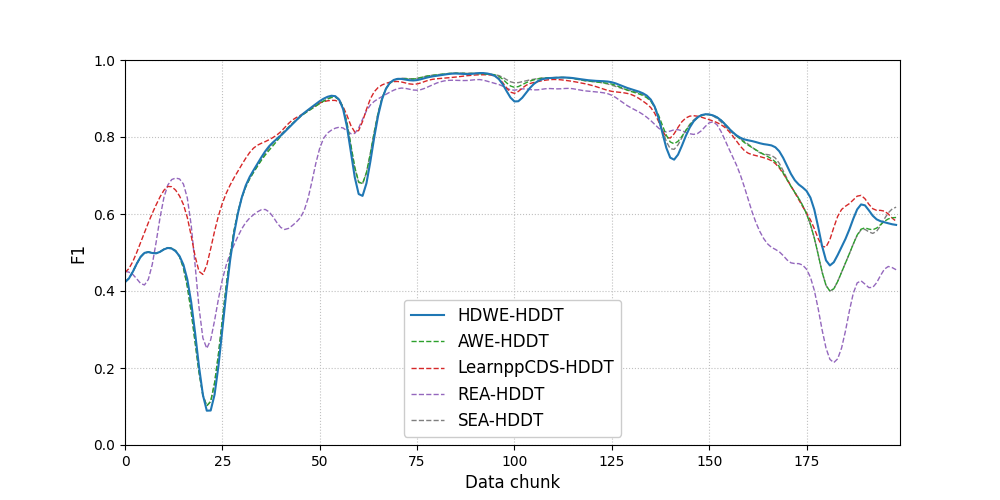 1.0
0.8
0.6
0.4
0.2
0.0
F1
HDWE-HDDT
AWE-HDDT
LearnppCDS-HDDT
REA-HDDT
SEA-HDDT
0 25 50 75 100 125 150 175
Data chunk